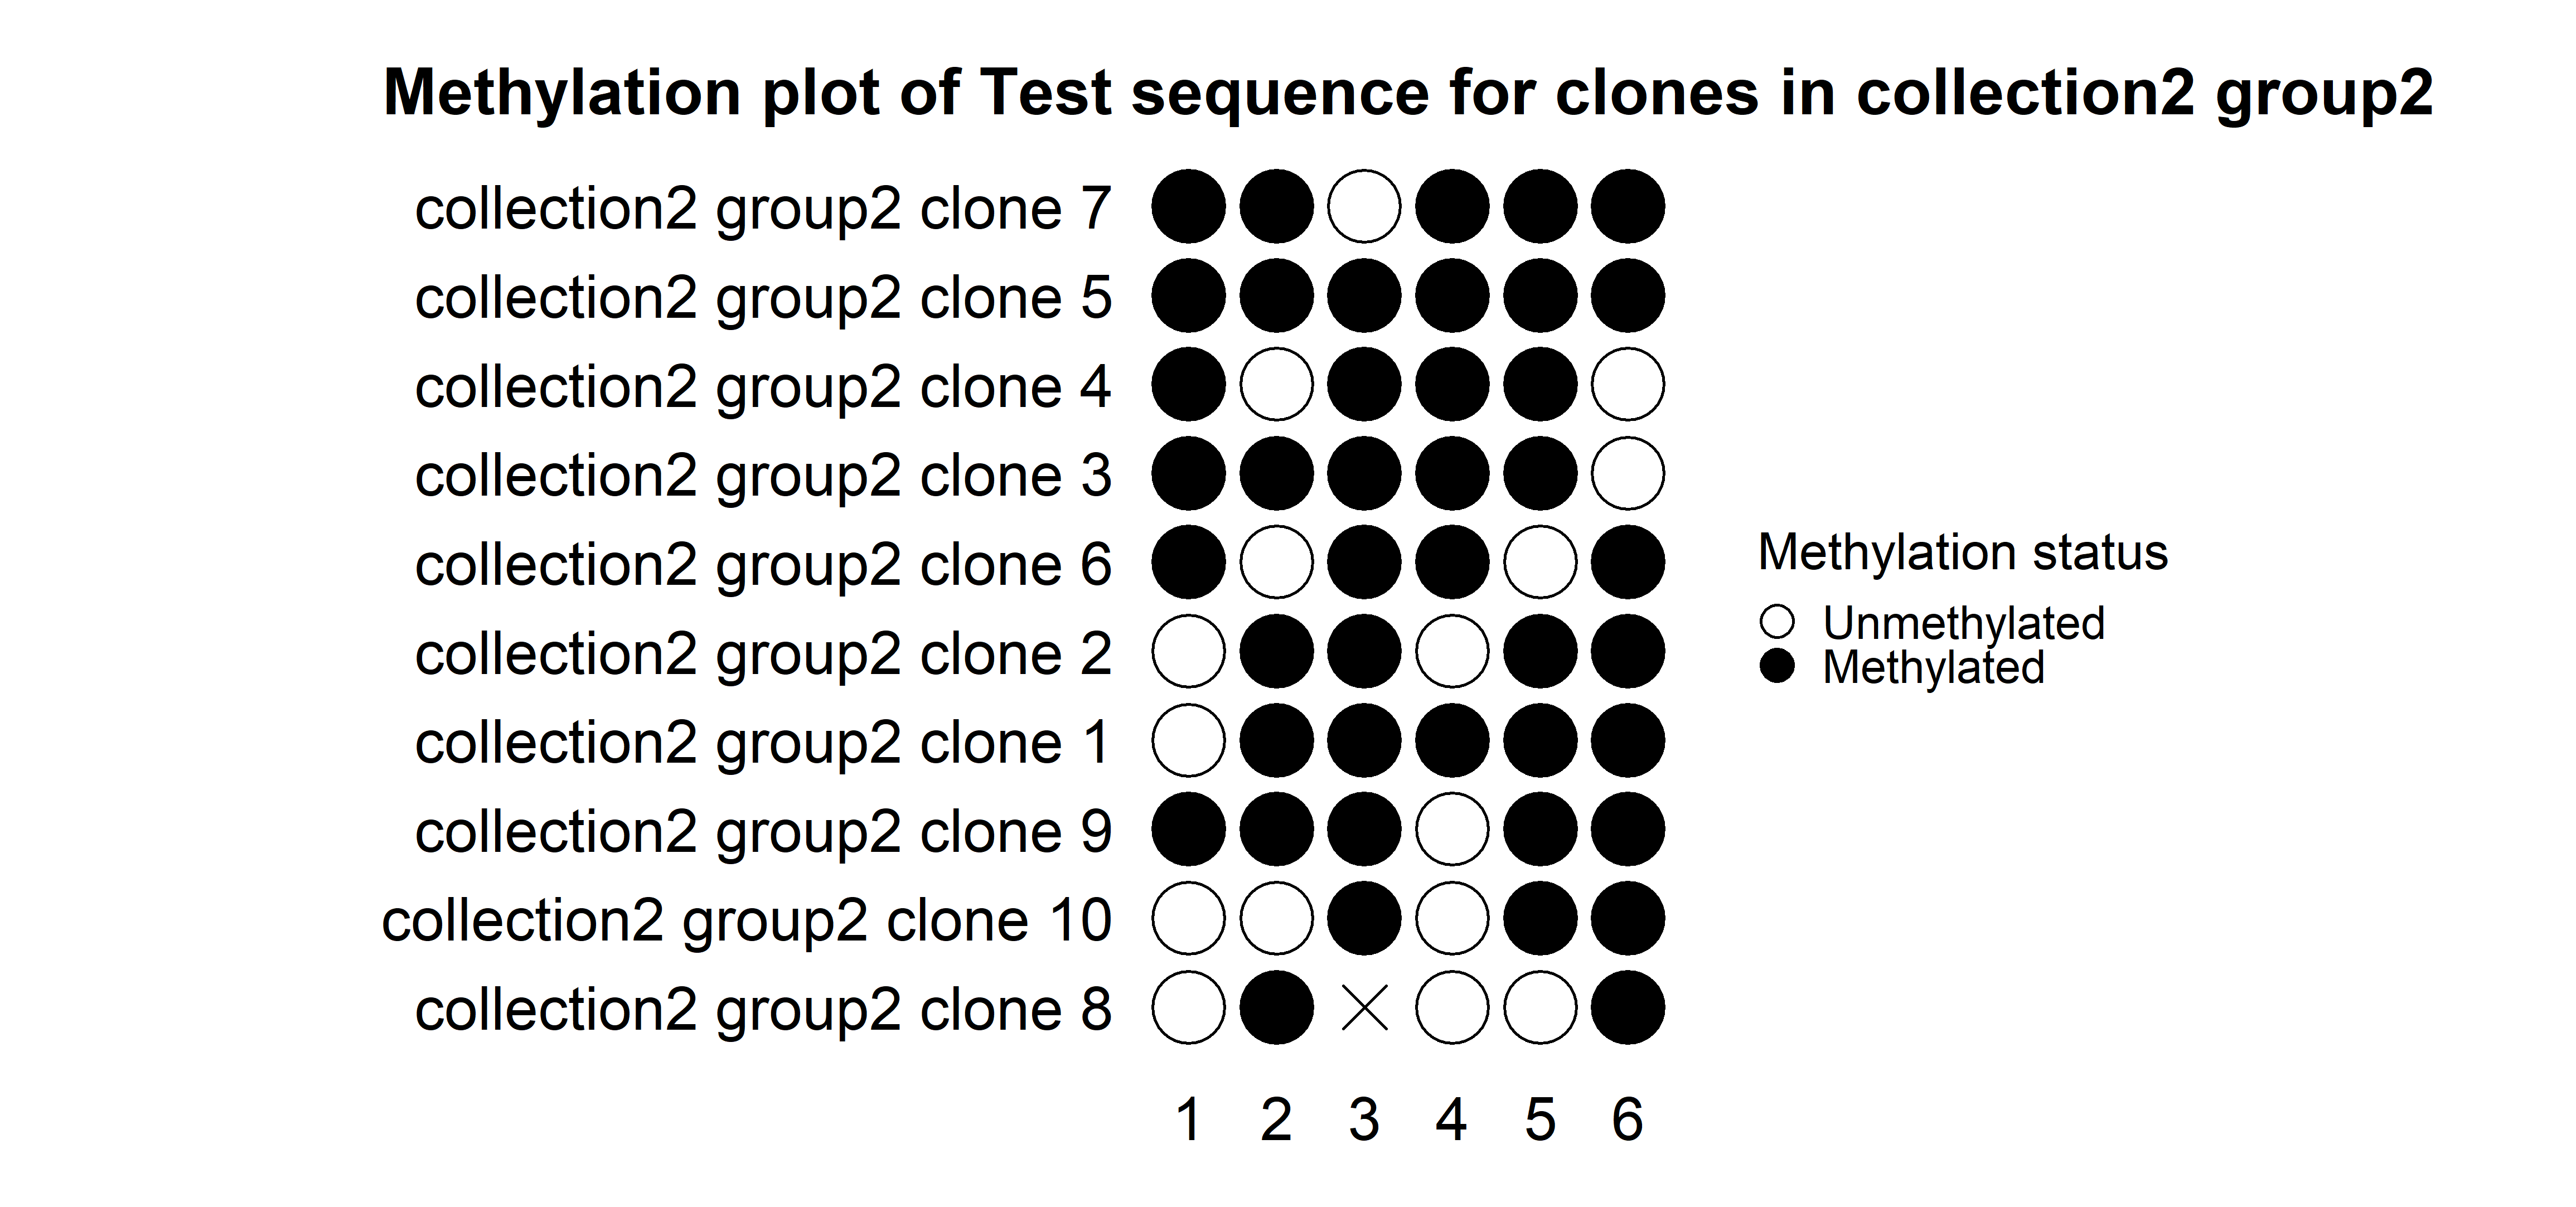 Methylation plot of Test sequence for clones in collection2 group2
collection2 group2 clone 7
collection2 group2 clone 5
collection2 group2 clone 4
collection2 group2 clone 3
collection2 group2 clone 6
collection2 group2 clone 2
collection2 group2 clone 1
collection2 group2 clone 9
collection2 group2 clone 10
collection2 group2 clone 8
1 2 3 4 5 6
Methylation status
Unmethylated
Methylated